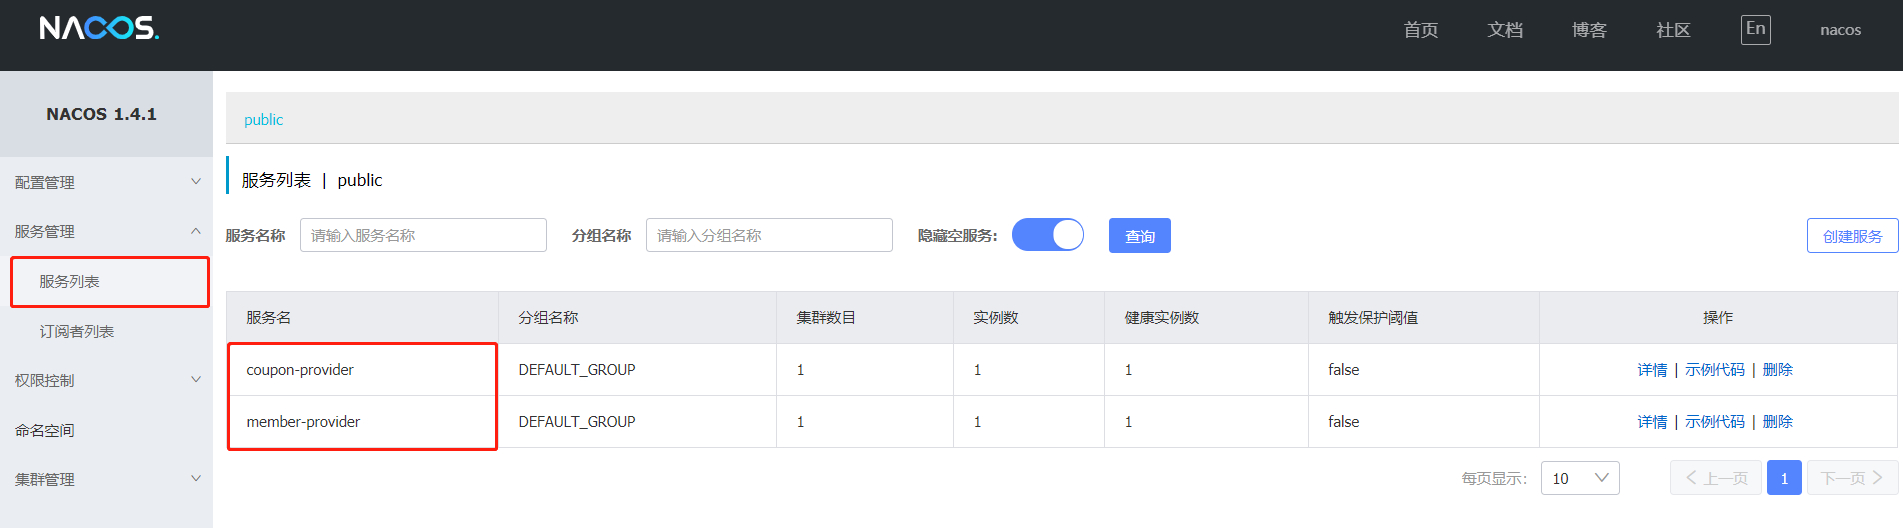 NACOS.
首页 文档 博客 社区 En nacos
NACOS 1.4.1
配置管理
服务管理
服务列表
订阅者列表
权限控制
命名空间
集群管理
public
服务列表 | public
服务名称 请输入服务名称 分组名称 请输入分组名称 隐藏空服务: 查询 创建服务
服务名 分组名称 集群数目 实例数 健康实例数 触发保护阈值 操作
coupon-provider DEFAULT_GROUP 1 1 1 false 详情 | 示例代码 | 删除
member-provider DEFAULT_GROUP 1 1 1 false 详情 | 示例代码 | 删除
每页显示: 10 上一页 1 下一页